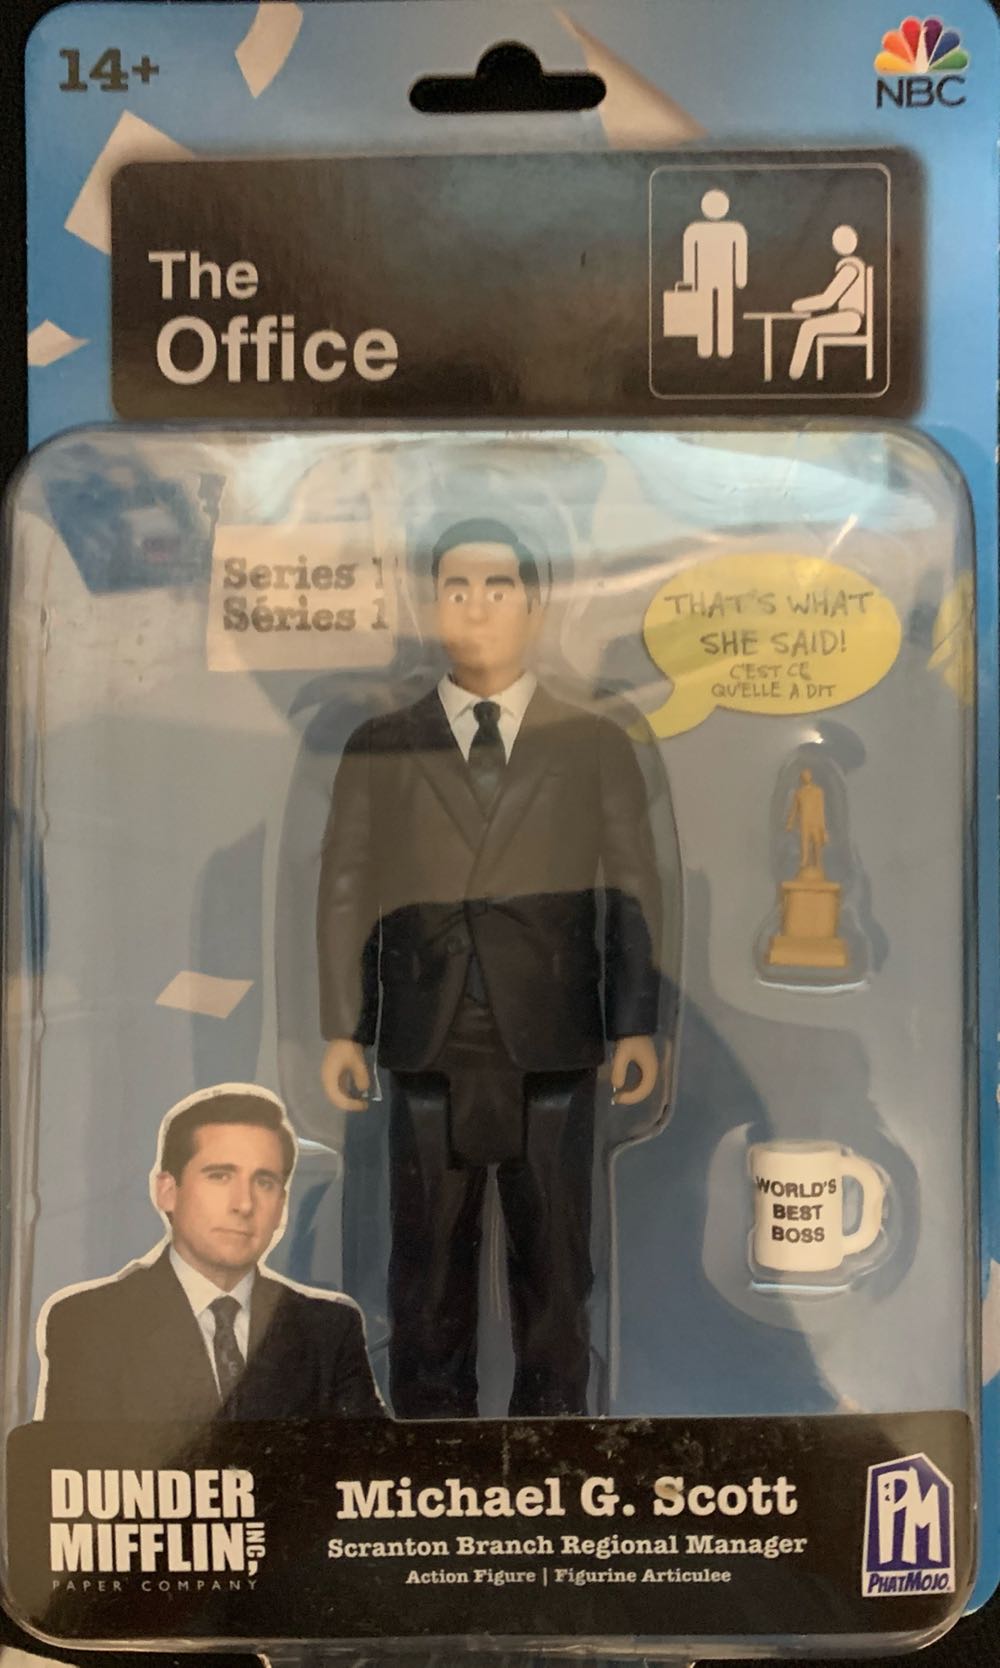 14+
NBC
The
Office
Series 1
Séries 1
THAT'S WHAT
SHE SAID!
C'EST CE
QU'ELLE A DIT
WORLD'S
BEST
BOSS
DUNDER
MIFFLIN INC,
PAPER COMPANY
Michael G. Scott
Scranton Branch Regional Manager
Action Figure | Figurine Articulee
PM
PHATMOJO